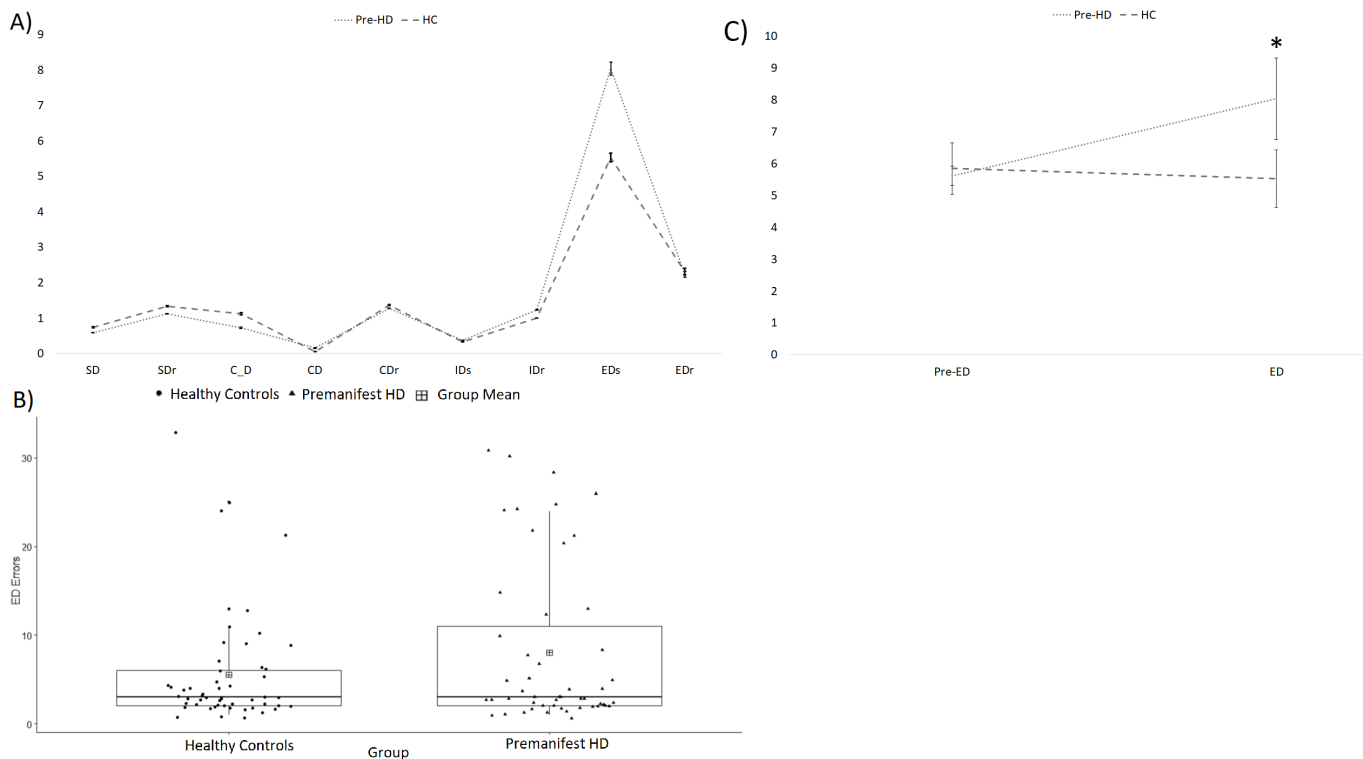 A)
Pre-HD HC
9
8
7
6
5
4
3
2
1
0
SD SDr C_D CD CDr IDs IDr EDs EDr
C)
Pre-HD HC
*
10
9
8
7
6
5
4
3
2
1
0
Pre-ED ED
B)
Healthy Controls Premanifest HD Group Mean
ED Errors
30
20
10
0
Healthy Controls Premanifest HD
Group